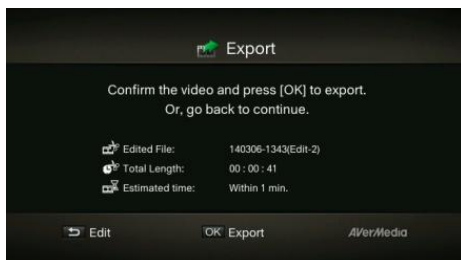 Export
Confirm the video and press [OK] to export.
Or, go back to continue.
Edited File: 140306-1343(Edit-2)
Total Length: 00 : 00 : 41
Estimated time: Within 1 min.
Edit OK Export AVerMedia